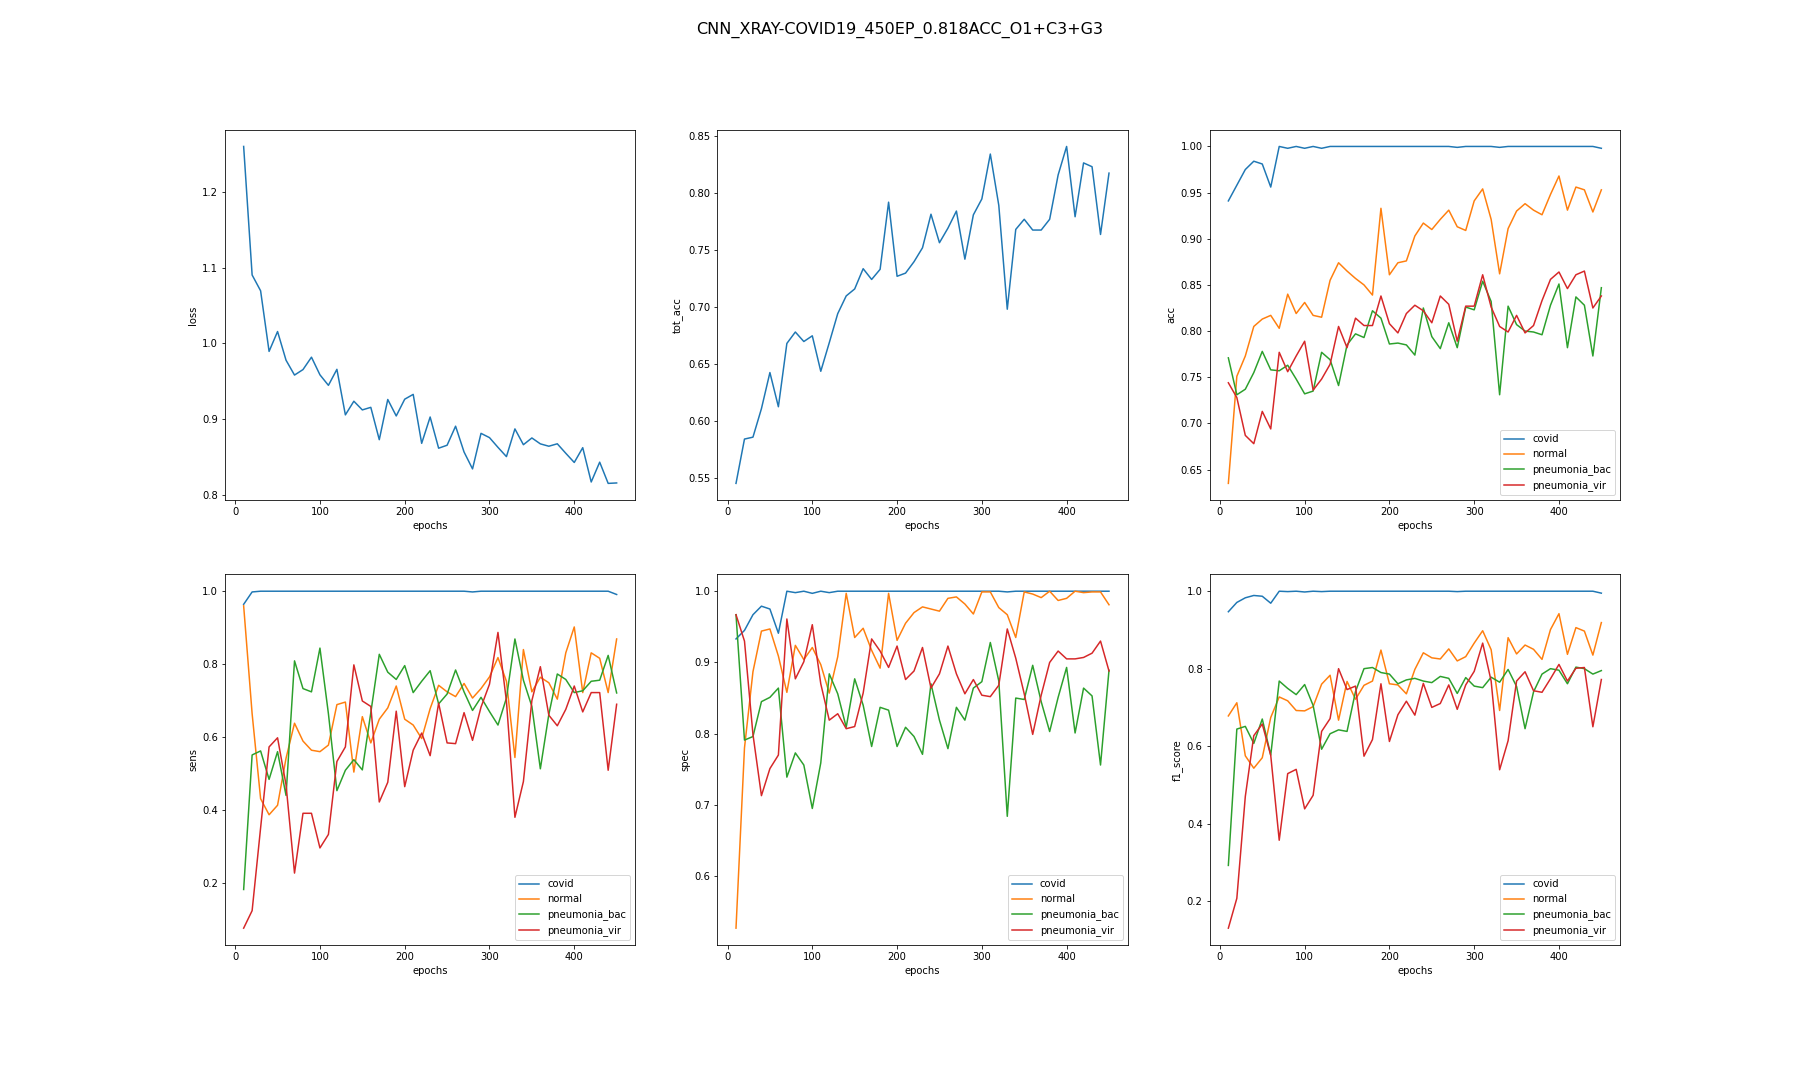 CNN_XRAY-COVID19_450EP_0.818ACC_O1+C3+G3
loss
1.2
1.1
1.0
0.9
0.8
0 100 200 300 400
epochs
tot_acc
0.85
0.80
0.75
0.70
0.65
0.60
0.55
0 100 200 300 400
epochs
acc
1.00
0.95
0.90
0.85
0.80
0.75
0.70
0.65
covid
normal
pneumonia_bac
pneumonia_vir
0 100 200 300 400
epochs
sens
1.0
0.8
0.6
0.4
0.2
covid
normal
pneumonia_bac
pneumonia_vir
0 100 200 300 400
epochs
spec
1.0
0.9
0.8
0.7
0.6
covid
normal
pneumonia_bac
pneumonia_vir
0 100 200 300 400
epochs
f1_score
1.0
0.8
0.6
0.4
0.2
covid
normal
pneumonia_bac
pneumonia_vir
0 100 200 300 400
epochs